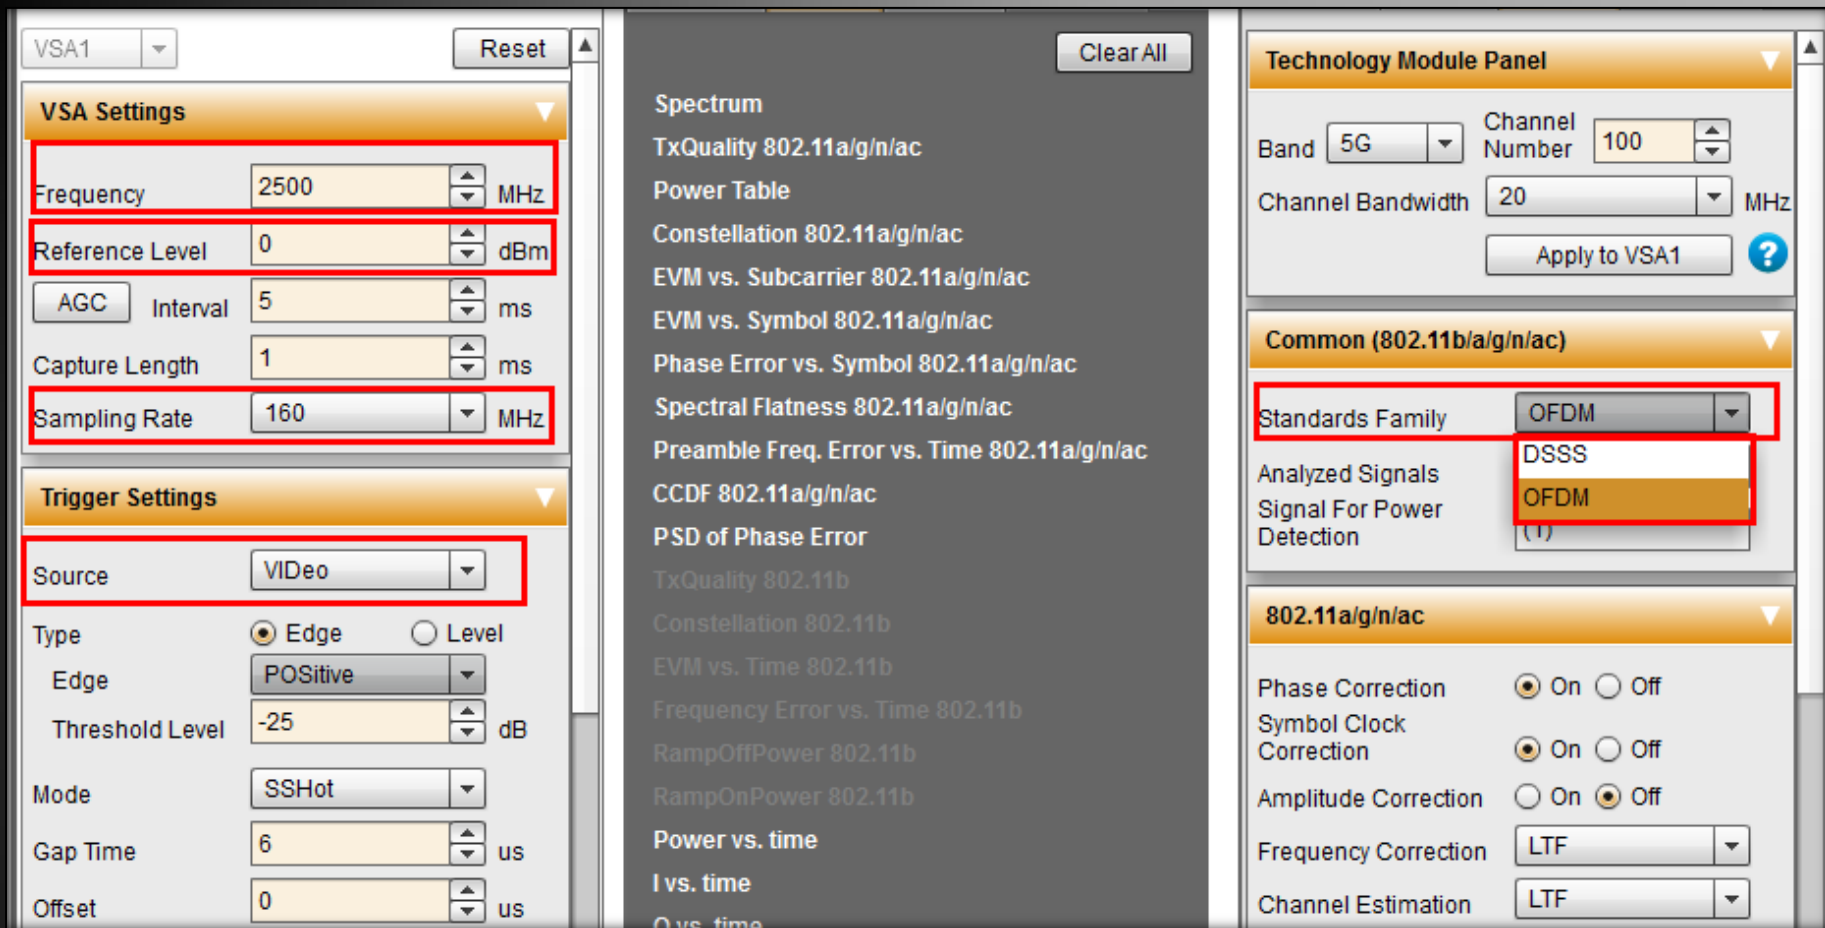 VSA1
Reset
VSA Settings
Frequency 2500 MHz
Reference Level 0 dBm
AGC Interval 5 ms
Capture Length 1 ms
Sampling Rate 160 MHz
Trigger Settings
Source VIDeo
Type Edge Level
Edge POSitive
Threshold Level -25 dB
Mode SSHot
Gap Time 6 us
Offset 0 us
Clear All
Spectrum
TxQuality 802.11a/g/n/ac
Power Table
Constellation 802.11a/g/n/ac
EVM vs. Subcarrier 802.11a/g/n/ac
EVM vs. Symbol 802.11a/g/n/ac
Phase Error vs. Symbol 802.11a/g/n/ac
Spectral Flatness 802.11a/g/n/ac
Preamble Freq. Error vs. Time 802.11a/g/n/ac
CCDF 802.11a/g/n/ac
PSD of Phase Error
TxQuality 802.11b
Constellation 802.11b
EVM vs. Time 802.11b
Frequency Error vs. Time 802.11b
RampOffPower 802.11b
RampOnPower 802.11b
Power vs. time
I vs. time
Q vs. time
Technology Module Panel
Band 5G Channel Number 100
Channel Bandwidth 20 MHz
Apply to VSA1 ?
Common (802.11b/a/g/n/ac)
Standards Family OFDM
DSSS
OFDM
Analyzed Signals
Signal For Power
Detection (1)
802.11a/g/n/ac
Phase Correction On Off
Symbol Clock
Correction On Off
Amplitude Correction On Off
Frequency Correction LTF
Channel Estimation LTF